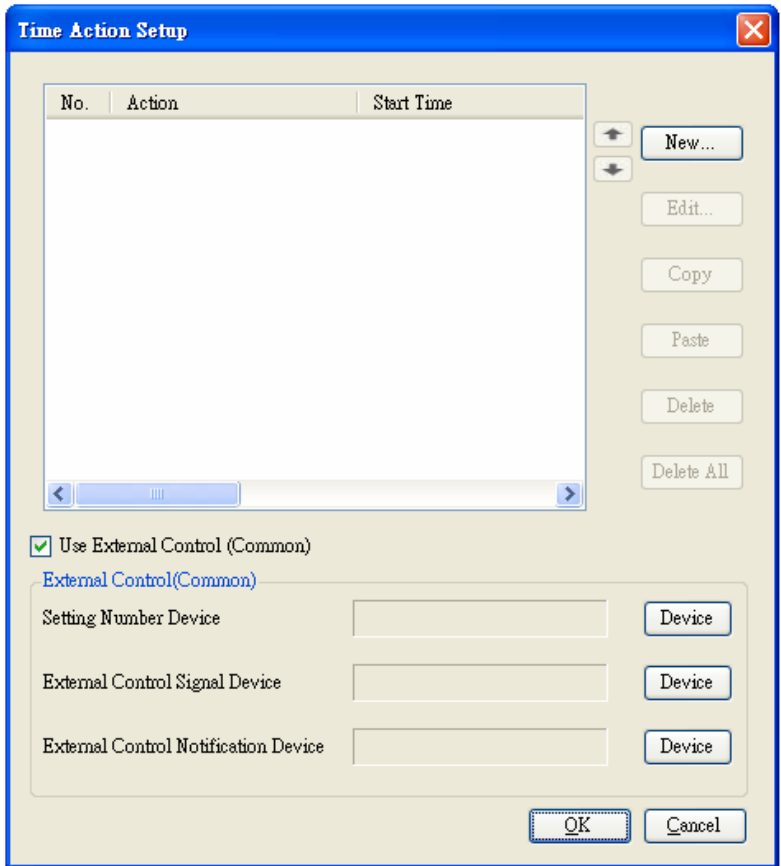 Time Action Setup
No. Action Start Time
New...
Edit...
Copy
Paste
Delete
Delete All
Use External Control (Common)
External Control(Common)
Setting Number Device Device
External Control Signal Device Device
External Control Notification Device Device
OK Cancel